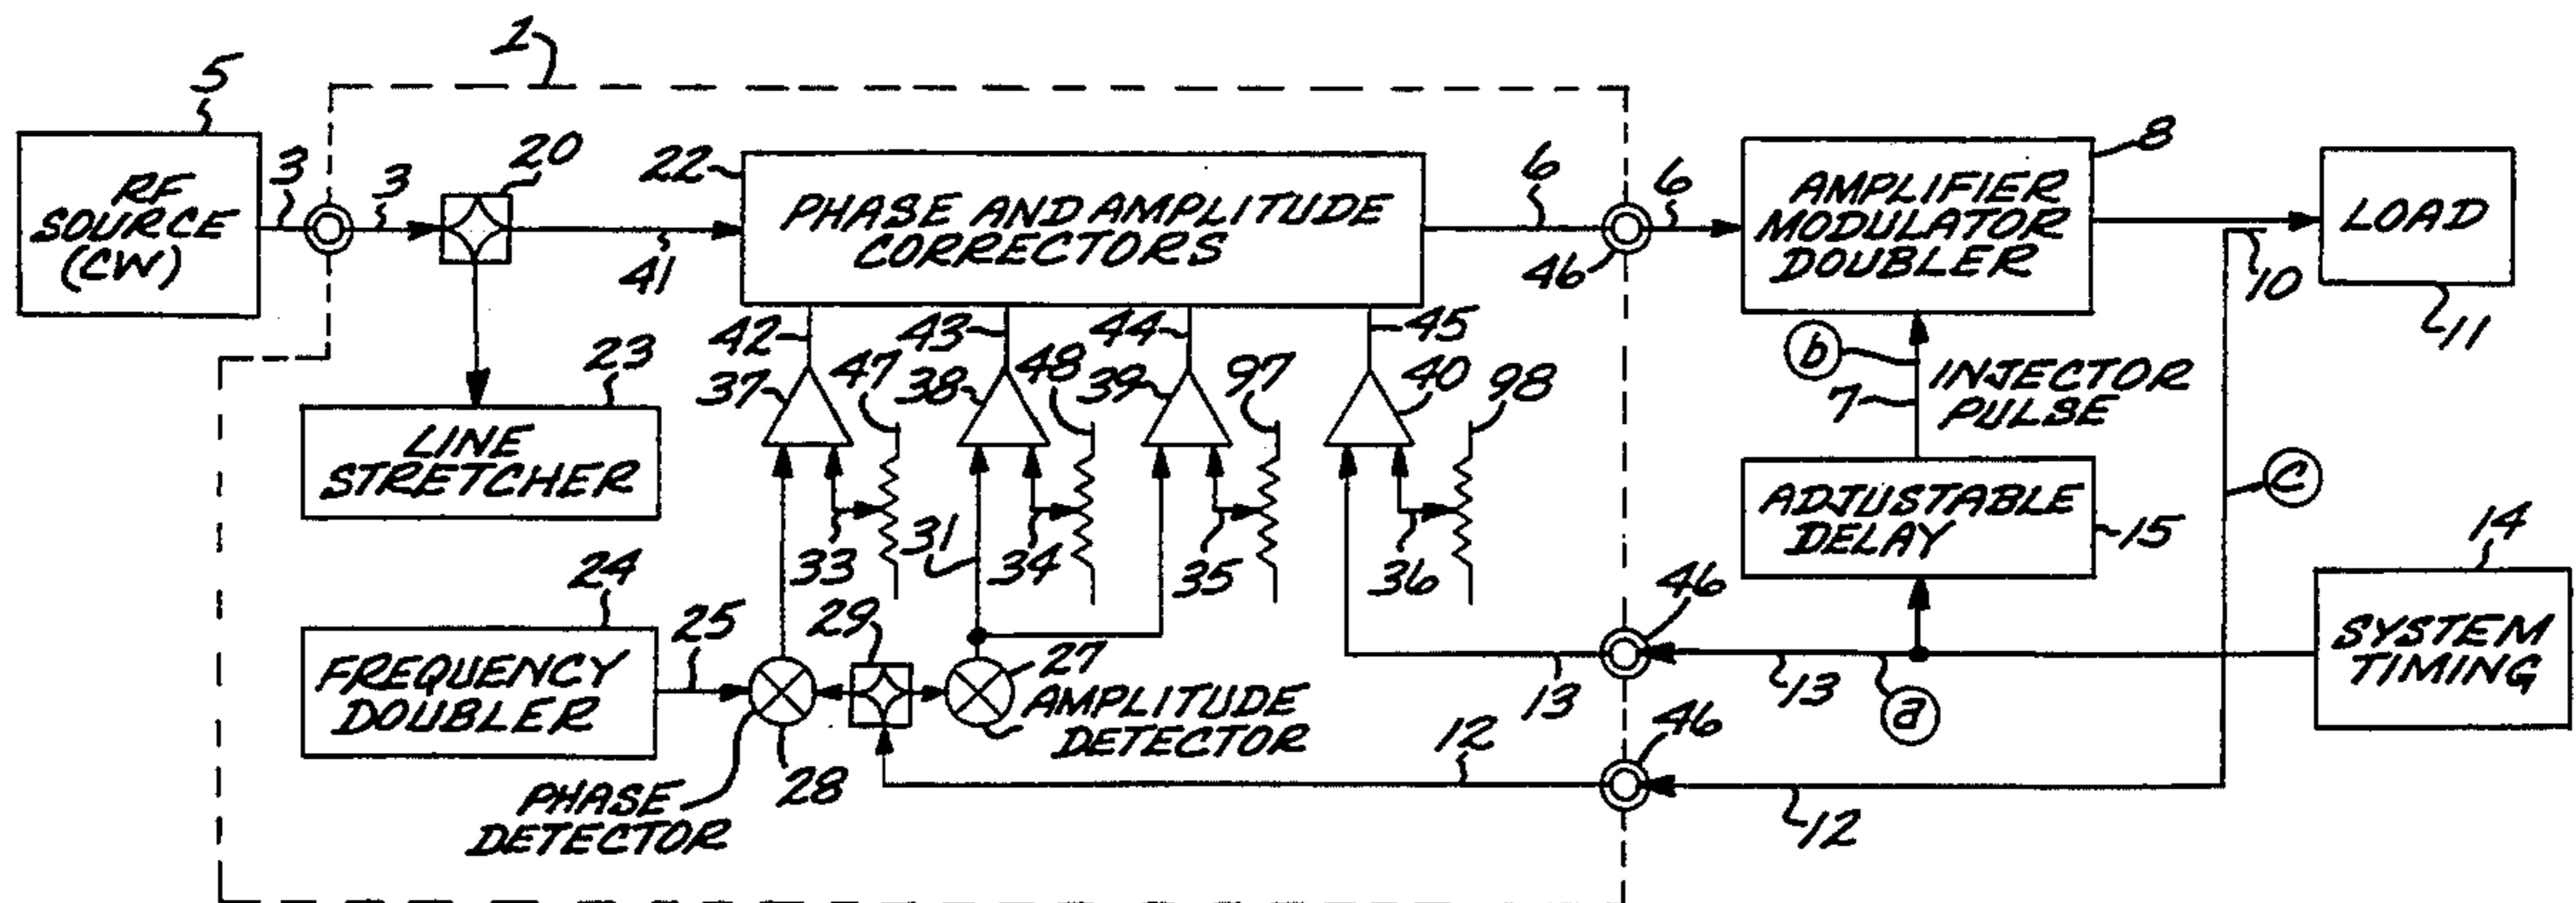 1
5
RF
SOURCE
(CW)
3
3
20
41
22
PHASE AND AMPLITUDE
CORRECTORS
6
46
6
AMPLIFIER
MODULATOR
DOUBLER
8
10
LOAD
11
23
LINE
STRETCHER
42
43
44
45
37
47
38
48
39
97
40
98
b
7
INJECTOR
PULSE
c
33
31
34
35
36
ADJUSTABLE
DELAY
15
14
SYSTEM
TIMING
24
FREQUENCY
DOUBLER
25
29
27
AMPLITUDE
DETECTOR
28
PHASE
DETECTOR
13
46
13
a
12
46
12